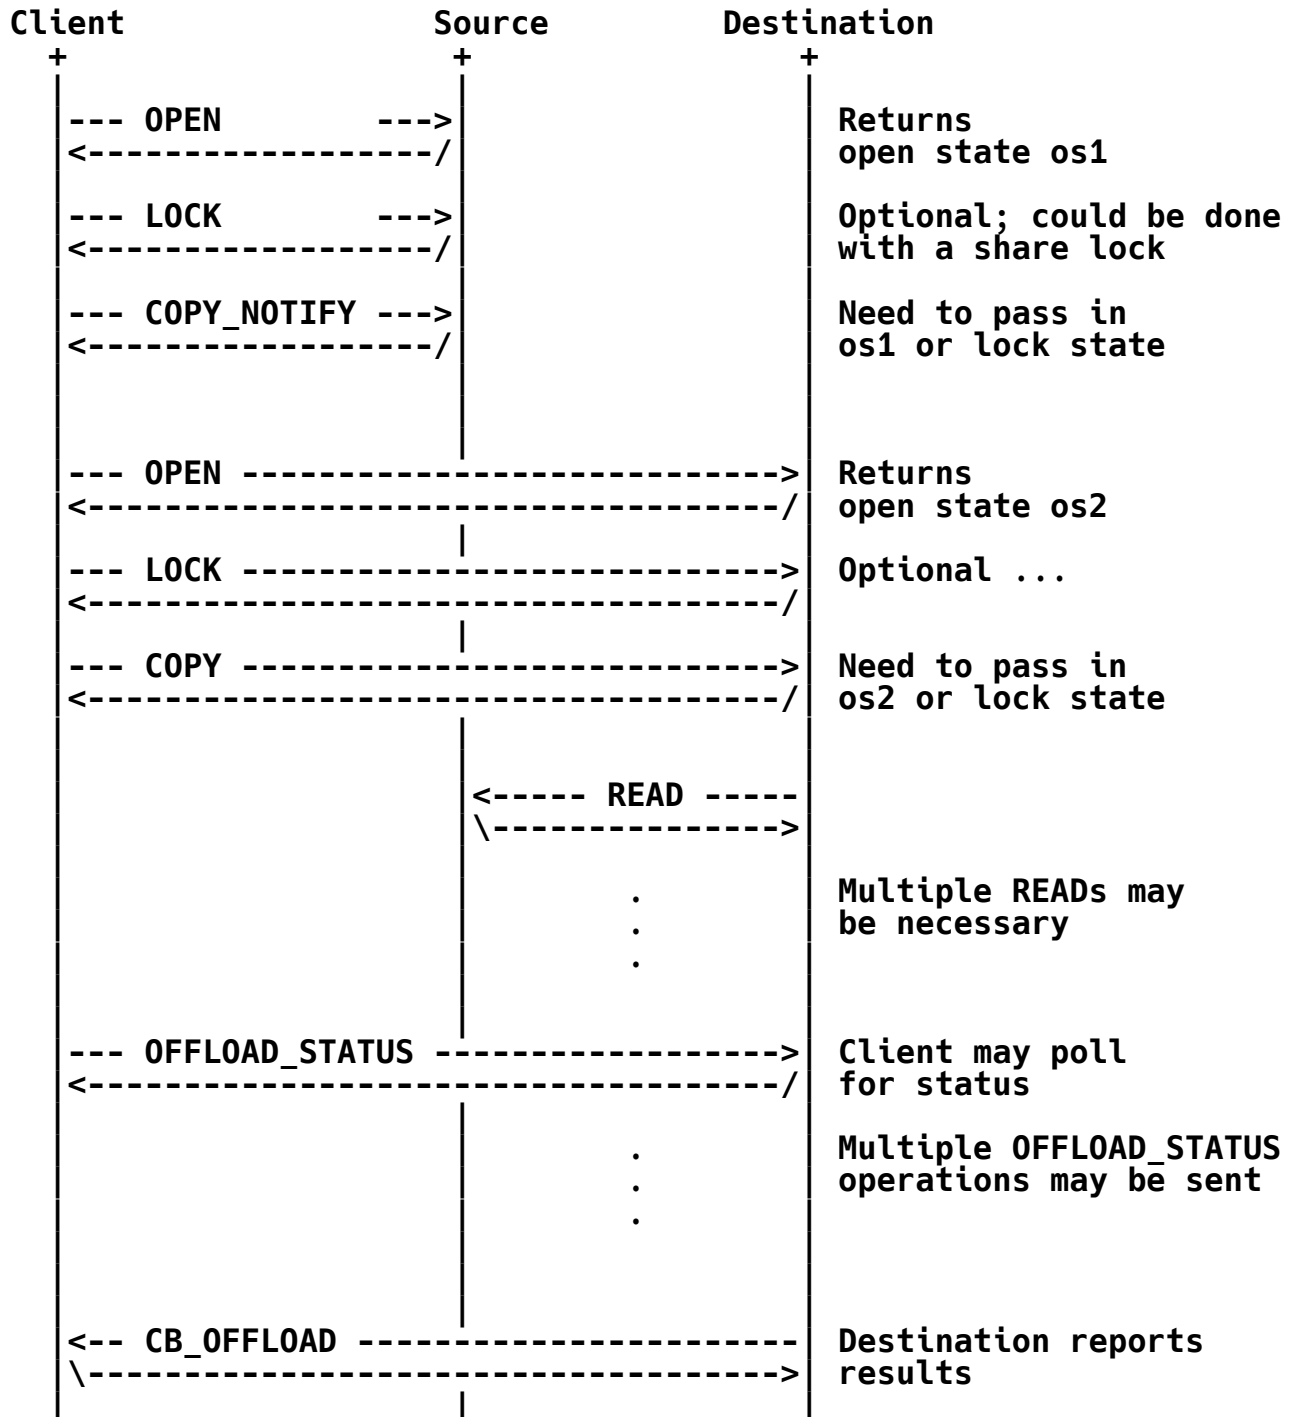 Client                Source         Destination
  +                    +                 +
  |                    |                 |
  |--- OPEN        --->|                 | Returns
  |<------------------/|                 | open state os1
  |                    |                 |
  |--- LOCK        --->|                 | Optional; could be done
  |<------------------/|                 | with a share lock
  |                    |                 |
  |--- COPY_NOTIFY --->|                 | Need to pass in
  |<------------------/|                 | os1 or lock state
  |                    |                 |
  |                    |                 |
  |                    |                 |
  |--- OPEN ---------------------------->| Returns
  |<------------------------------------/| open state os2
  |                    |                 |
  |--- LOCK ---------------------------->| Optional ...
  |<------------------------------------/|
  |                    |                 |
  |--- COPY ---------------------------->| Need to pass in
  |<------------------------------------/| os2 or lock state
  |                    |                 |
  |                    |                 |
  |                    |<----- READ -----|
  |                    |\--------------->|
  |                    |                 |
  |                    |        .        | Multiple READs may
  |                    |        .        | be necessary
  |                    |        .        |
  |                    |                 |
  |                    |                 |
  |--- OFFLOAD_STATUS ------------------>| Client may poll
  |<------------------------------------/| for status
  |                    |                 |
  |                    |        .        | Multiple OFFLOAD_STATUS
  |                    |        .        | operations may be sent
  |                    |        .        |
  |                    |                 |
  |                    |                 |
  |                    |                 |
  |<-- CB_OFFLOAD -----------------------| Destination reports
  |\------------------------------------>| results
  |                    |                 |